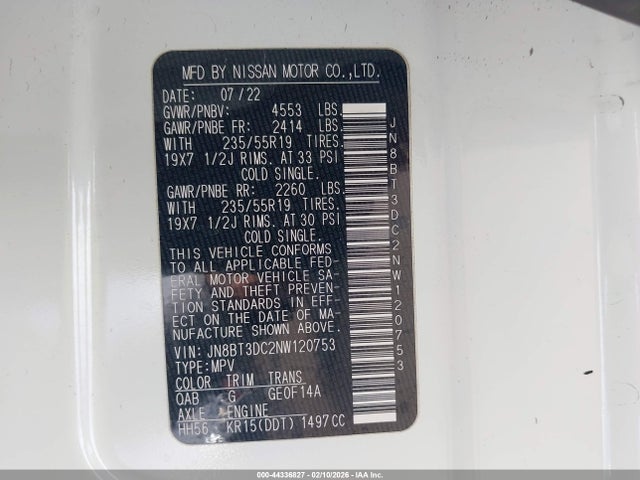 MFD BY NISSAN MOTOR CO.,LTD.
DATE: 07/22
GVWR/PNBV: 4553 LBS.
GAWR/PNBE FR: 2414 LBS.
WITH 235/55R19 TIRES.
19X7 1/2J RIMS. AT 33 PSI
COLD SINGLE.
GAWR/PNBE RR: 2260 LBS.
WITH 235/55R19 TIRES.
19X7 1/2J RIMS. AT 30 PSI
COLD SINGLE.
THIS VEHICLE CONFORMS
TO ALL APPLICABLE FED-
ERAL MOTOR VEHICLE SA-
FETY AND THEFT PREVEN-
TION STANDARDS IN EFF-
ECT ON THE DATE OF MA-
NUFACTURE SHOWN ABOVE.
VIN: JN8BT3DC2NW120753
TYPE:MPV
COLOR TRIM TRANS
QAB G GE0F14A
AXLE ENGINE
HH56 KR15(DDT) 1497CC
JN8BT3DC2NW120753
000-44336827 - 02/10/2026 - IAAI.COM